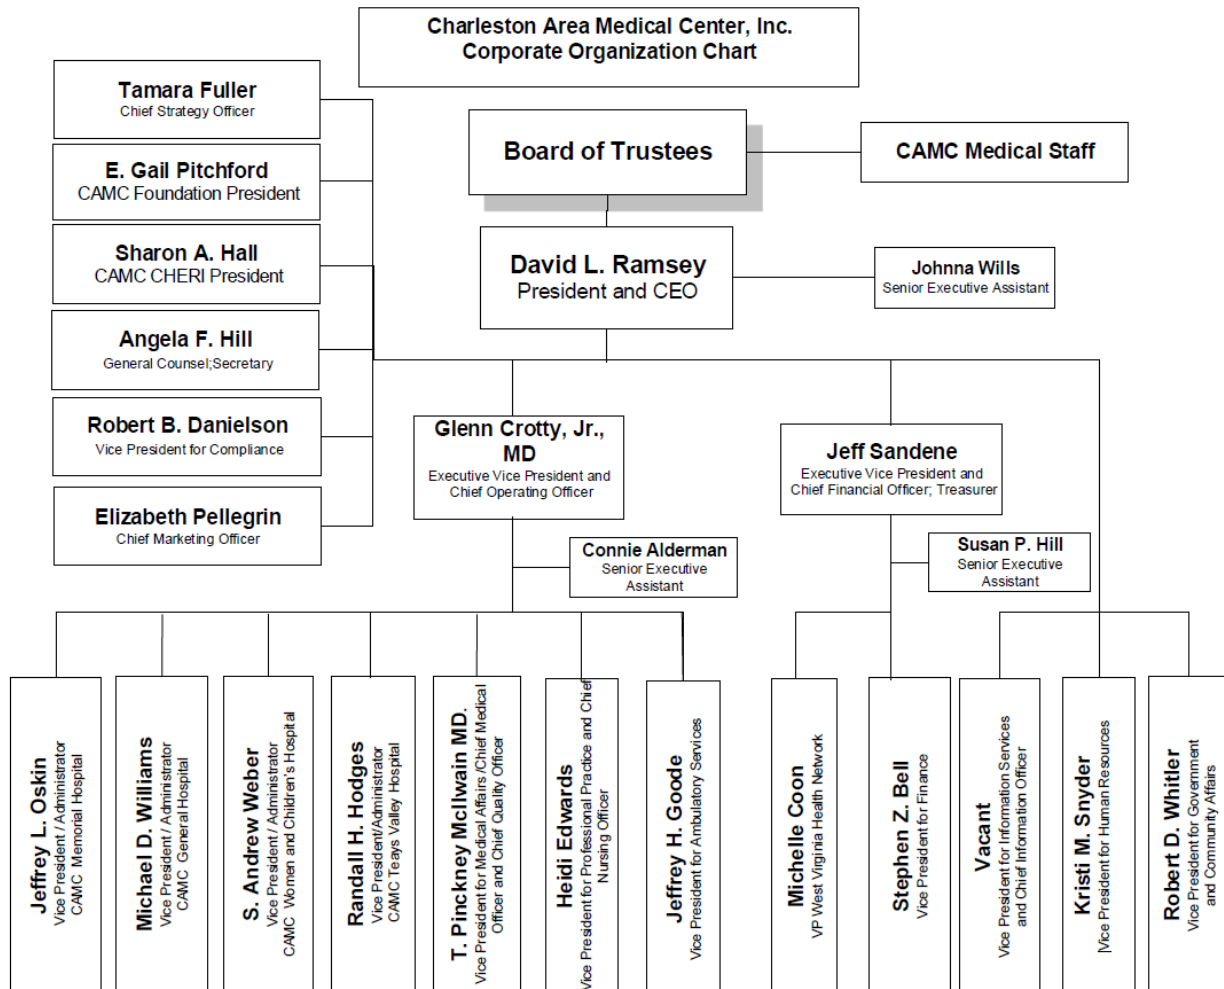 Charleston Area Medical Center, Inc.
Corporate Organization Chart
Tamara Fuller
Chief Strategy Officer
E. Gail Pitchford
CAMC Foundation President
Sharon A. Hall
CAMC CHERI President
Angela F. Hill
General Counsel;Secretary
Robert B. Danielson
Vice President for Compliance
Elizabeth Pellegrin
Chief Marketing Officer
Board of Trustees
CAMC Medical Staff
David L. Ramsey
President and CEO
Johnna Wills
Senior Executive Assistant
Glenn Crotty, Jr.,
MD
Executive Vice President and
Chief Operating Officer
Jeff Sandene
Executive Vice President and
Chief Financial Officer; Treasurer
Connie Alderman
Senior Executive
Assistant
Susan P. Hill
Senior Executive
Assistant
Jeffrey L. Oskin
Vice President / Administrator
CAMC Memorial Hospital
Michael D. Williams
Vice President / Administrator
CAMC General Hospital
S. Andrew Weber
Vice President / Administrator
CAMC Women and Children's Hospital
Randall H. Hodges
Vice President/Administrator
CAMC Teays Valley Hospital
T. Pinckney McIlwain MD.
Vice President for Medical Affairs /Chief Medical
Officer and Chief Quality Officer
Heidi Edwards
Vice President for Professional Practice and Chief
Nursing Officer
Jeffrey H. Goode
Vice President for Ambulatory Services
Michelle Coon
VP West Virginia Health Network
Stephen Z. Bell
Vice President for Finance
Vacant
Vice President for Information Services
and Chief Information Officer
Kristi M. Snyder
|Vice President for Human Resources
Robert D. Whitler
Vice President for Government
and Community Affairs